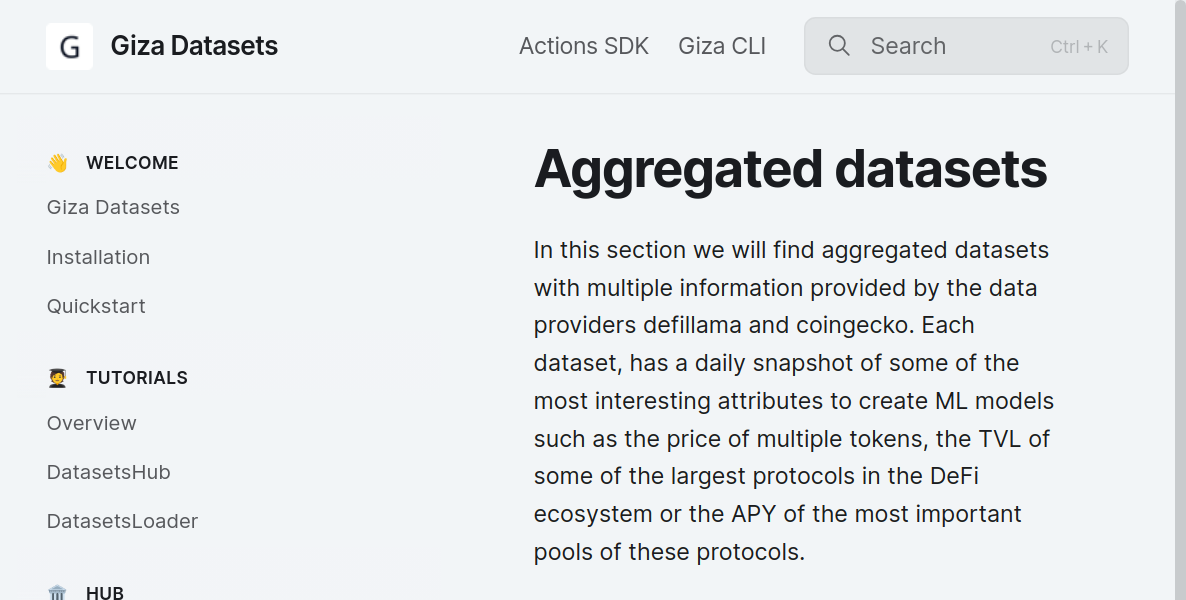 G Giza Datasets Actions SDK Giza CLI Search Ctrl + K
👋 WELCOME
Giza Datasets
Installation
Quickstart
🧑‍🎓 TUTORIALS
Overview
DatasetsHub
DatasetsLoader
🏛️ HUB
Aggregated datasets
In this section we will find aggregated datasets
with multiple information provided by the data
providers defillama and coingecko. Each
dataset, has a daily snapshot of some of the
most interesting attributes to create ML models
such as the price of multiple tokens, the TVL of
some of the largest protocols in the DeFi
ecosystem or the APY of the most important
pools of these protocols.